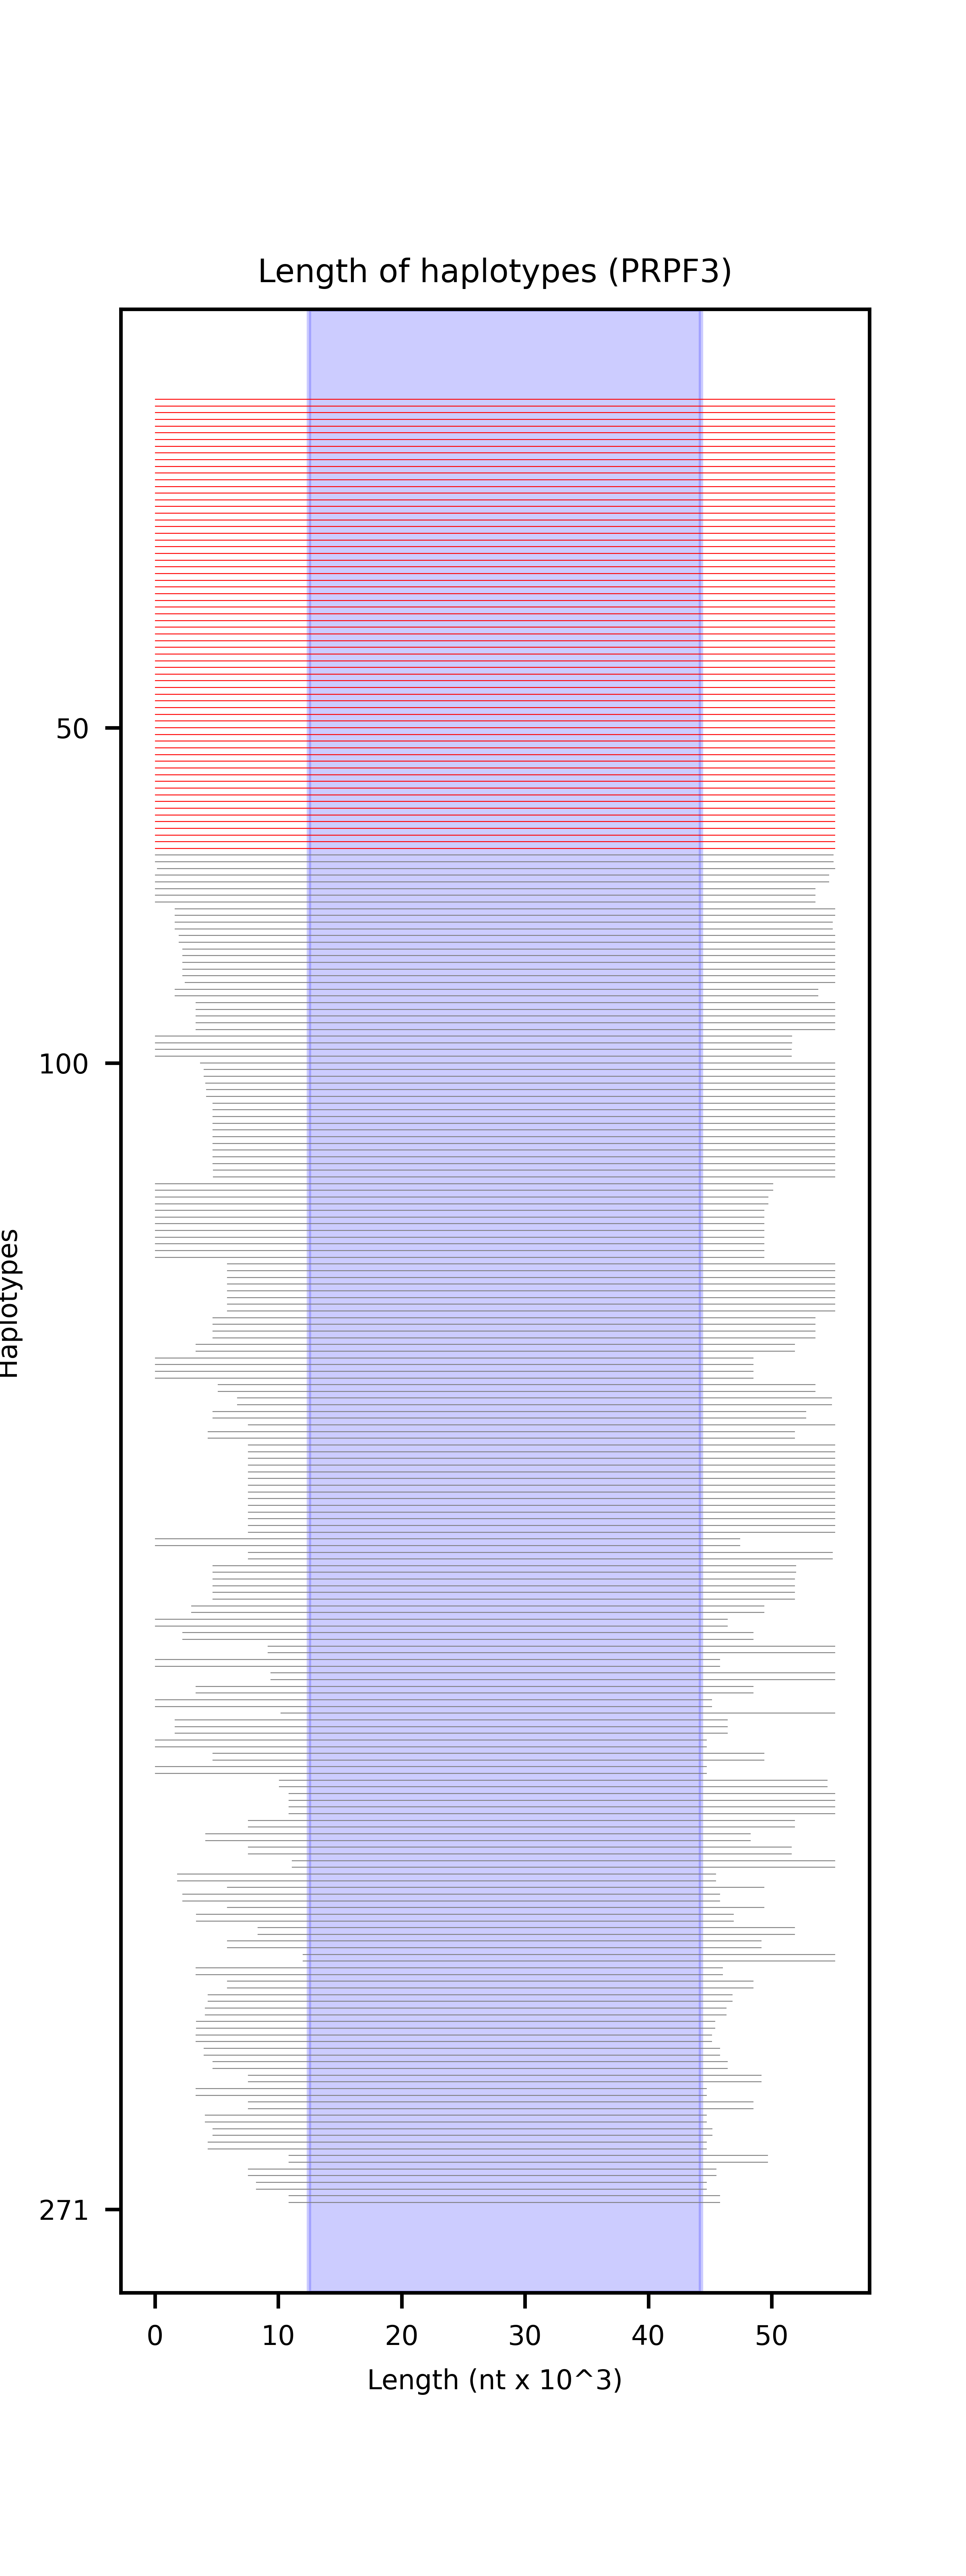 Length of haplotypes (PRPF3)
50
100
Haplotypes
271
0 10 20 30 40 50
Length (nt x 10^3)